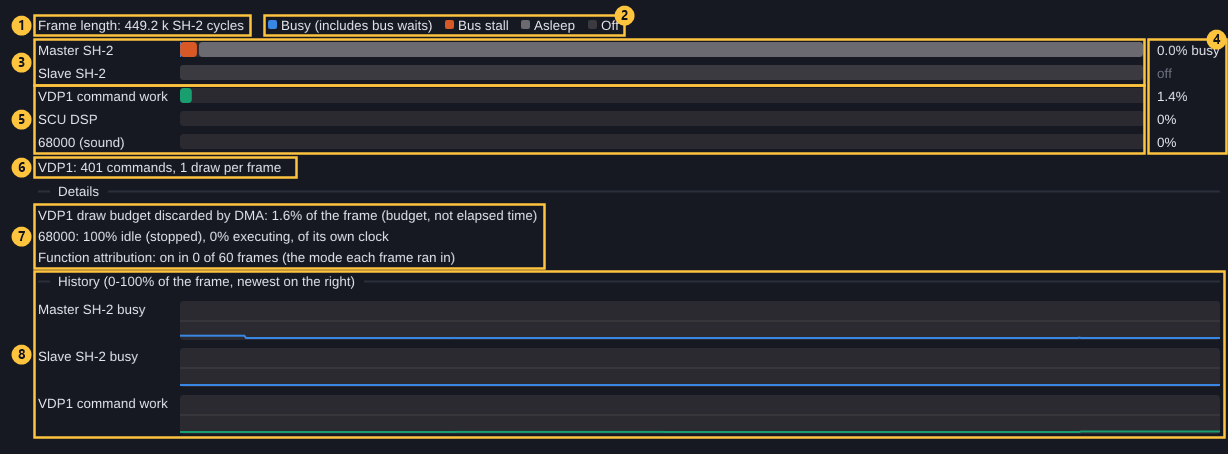 1 Frame length: 449.2 k SH-2 cycles
Busy (includes bus waits) Bus stall Asleep Off 2
3 Master SH-2 0.0% busy 4
Slave SH-2 off
VDP1 command work 1.4%
5 SCU DSP 0%
68000 (sound) 0%
6 VDP1: 401 commands, 1 draw per frame
Details
VDP1 draw budget discarded by DMA: 1.6% of the frame (budget, not elapsed time)
7 68000: 100% idle (stopped), 0% executing, of its own clock
Function attribution: on in 0 of 60 frames (the mode each frame ran in)
History (0-100% of the frame, newest on the right)
Master SH-2 busy
8 Slave SH-2 busy
VDP1 command work